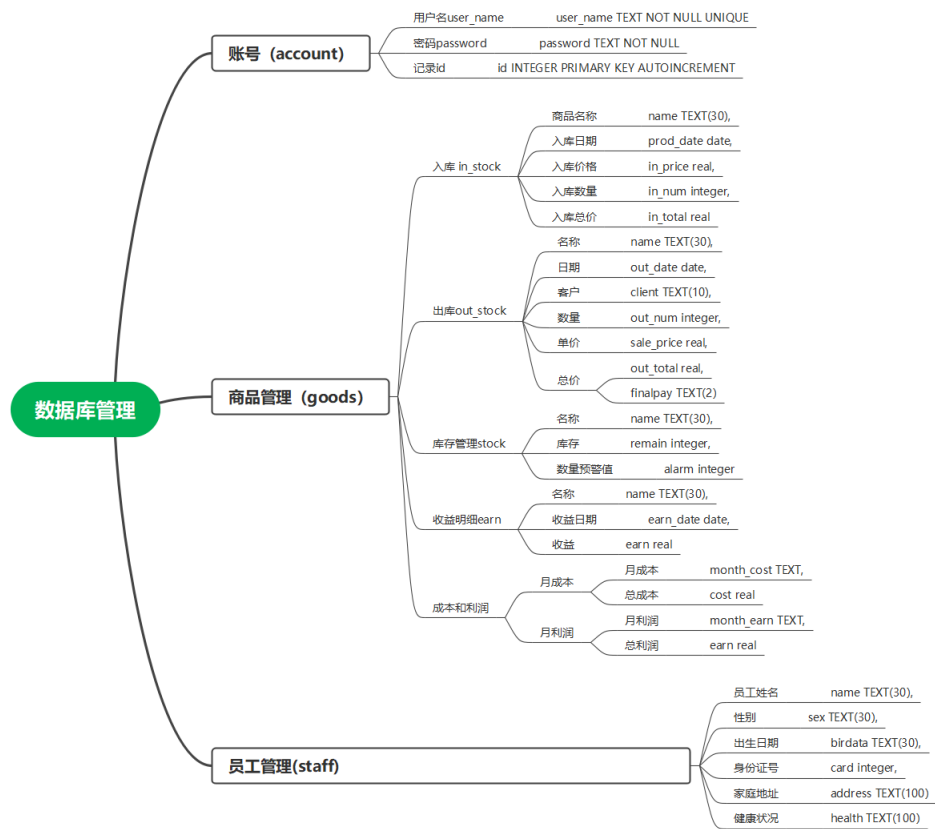 数据库管理
账号（account）
用户名user_name user_name TEXT NOT NULL UNIQUE
密码password password TEXT NOT NULL
记录id id INTEGER PRIMARY KEY AUTOINCREMENT
商品管理（goods）
入库 in_stock
商品名称 name TEXT(30),
入库日期 prod_date date,
入库价格 in_price real,
入库数量 in_num integer,
入库总价 in_total real
出库out_stock
名称 name TEXT(30),
日期 out_date date,
客户 client TEXT(10),
数量 out_num integer,
单价 sale_price real,
总价
out_total real,
finalpay TEXT(2)
库存管理stock
名称 name TEXT(30),
库存 remain integer,
数量预警值 alarm integer
收益明细earn
名称 name TEXT(30),
收益日期 earn_date date,
收益 earn real
成本和利润
月成本
月成本 month_cost TEXT,
总成本 cost real
月利润
月利润 month_earn TEXT,
总利润 earn real
员工管理(staff)
员工姓名 name TEXT(30),
性别 sex TEXT(30),
出生日期 birdata TEXT(30),
身份证号 card integer,
家庭地址 address TEXT(100)
健康状况 health TEXT(100)